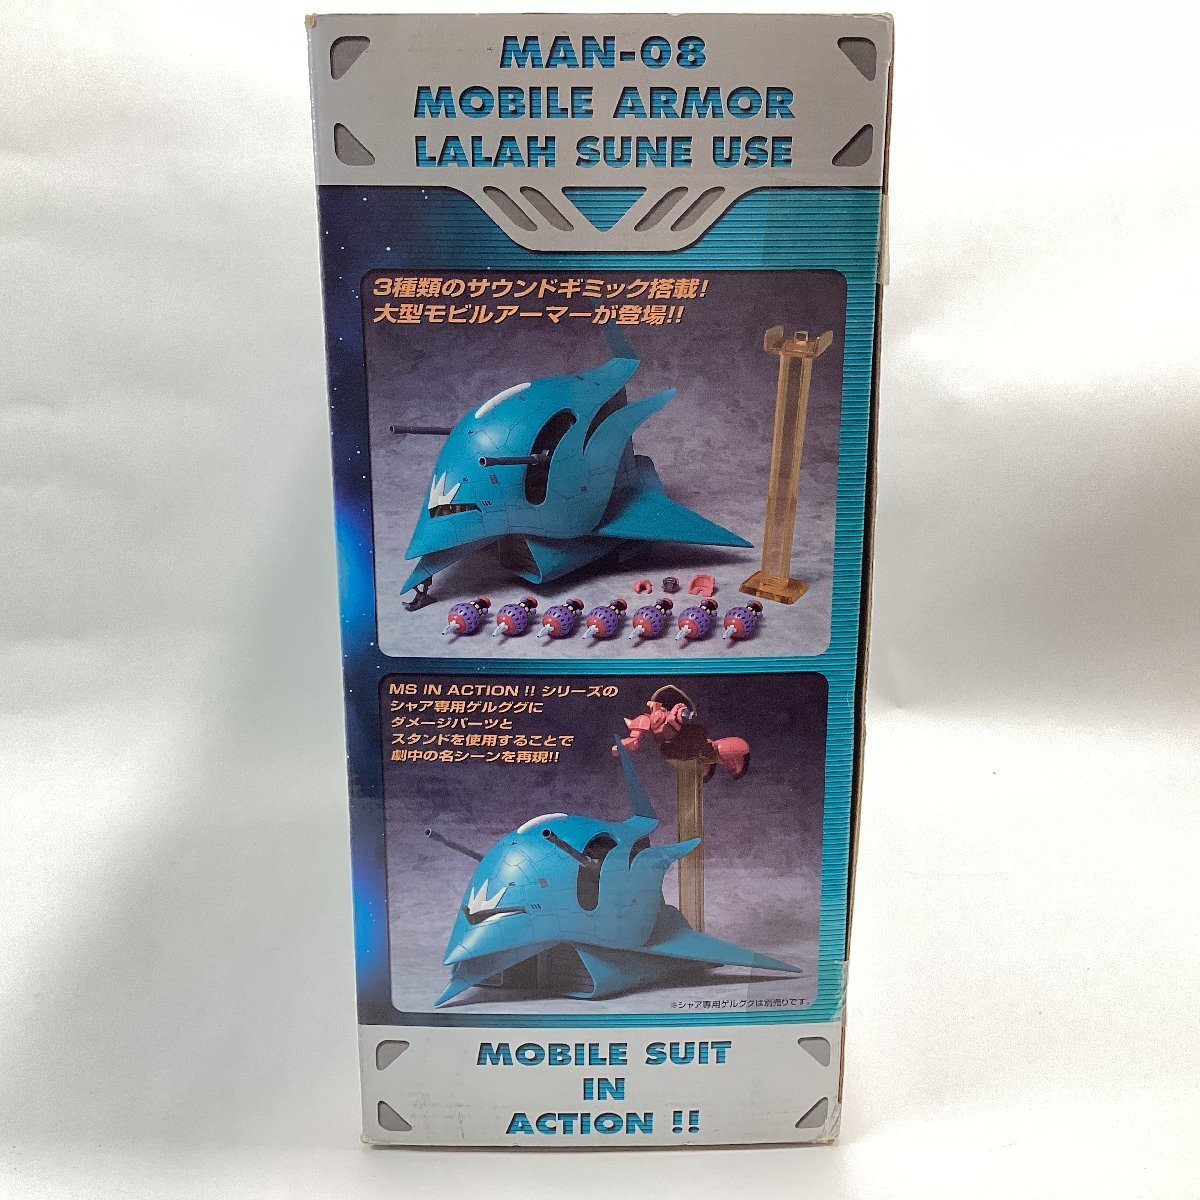 MAN-08
MOBILE ARMOR
LALAH SUNE USE
3種類のサウンドギミック搭載!
大型モビルアーマーが登場!!
MS IN ACTION !! シリーズの
シャア専用ゲルググに
ダメージパーツと
スタンドを使用することで
劇中の名シーンを再現!!
※シャア専用ゲルググは別売りです。
MOBILE SUIT
IN
ACTION !!